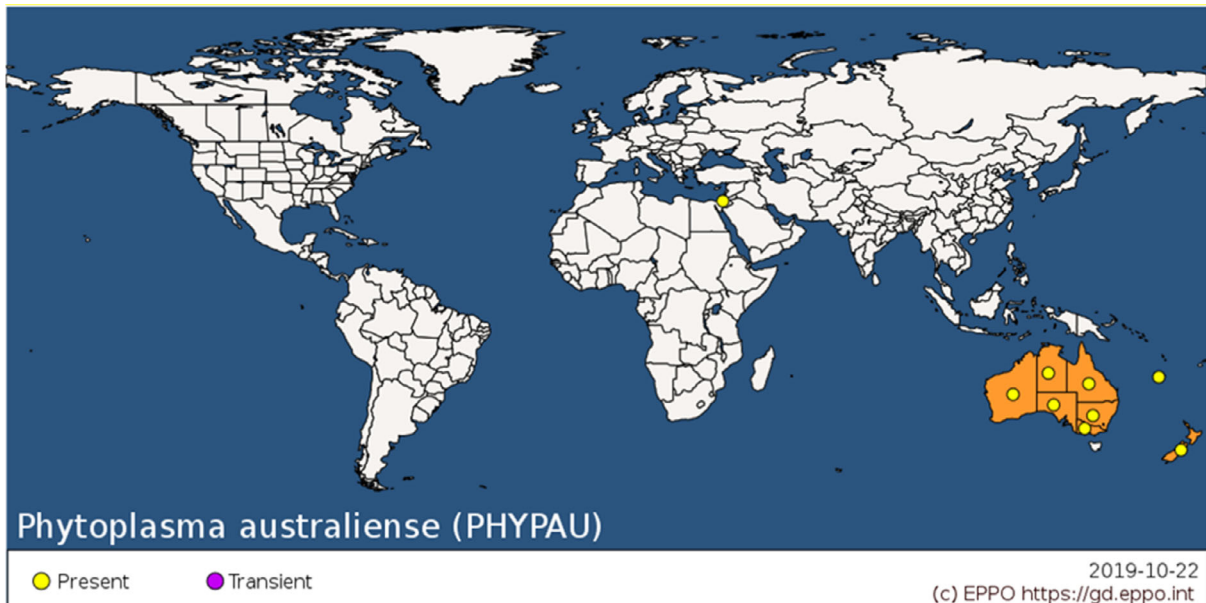 Phytoplasma australiense (PHYPAU)
Present
Transient
2019-10-22
(c) EPPO https://gd.eppo.int